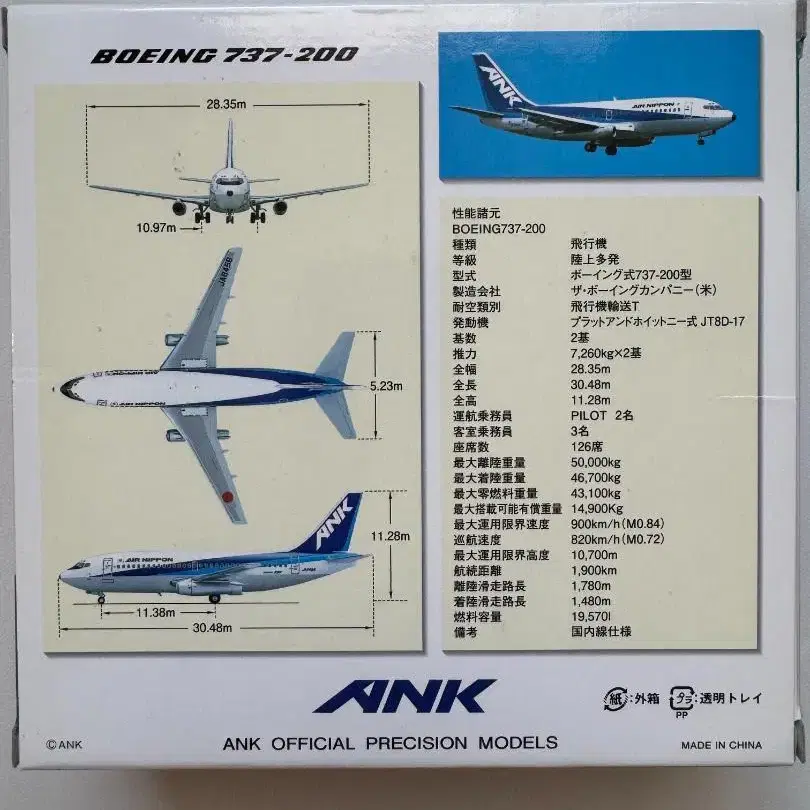 BOEING 737-200
28.35m
10.97m
JA8456
5.23m
AIR NIPPON
ANK
AIR NIPPON
11.28m
11.38m
30.48m
ANK
AIR NIPPON
性能諸元
BOEING737-200
種類 飛行機
等級 陸上多発
型式 ボーイング式737-200型
製造会社 ザ・ボーイングカンパニー(米)
耐空類別 飛行機輸送T
発動機 プラットアンドホイットニー式 JT8D-17
基数 2基
推力 7,260kg×2基
全幅 28.35m
全長 30.48m
全高 11.28m
運航乗務員 PILOT 2名
客室乗務員 3名
座席数 126席
最大離陸重量 50,000kg
最大着陸重量 46,700kg
最大零燃料重量 43,100kg
最大搭載可能有償重量 14,900Kg
最大運用限界速度 900km/h(M0.84)
巡航速度 820km/h(M0.72)
最大運用限界高度 10,700m
航続距離 1,900km
離陸滑走路長 1,780m
着陸滑走路長 1,480m
燃料容量 19,570l
備考 国内線仕様
ANK
紙:外箱 プラ:透明トレイ
PP
©ANK
ANK OFFICIAL PRECISION MODELS
MADE IN CHINA